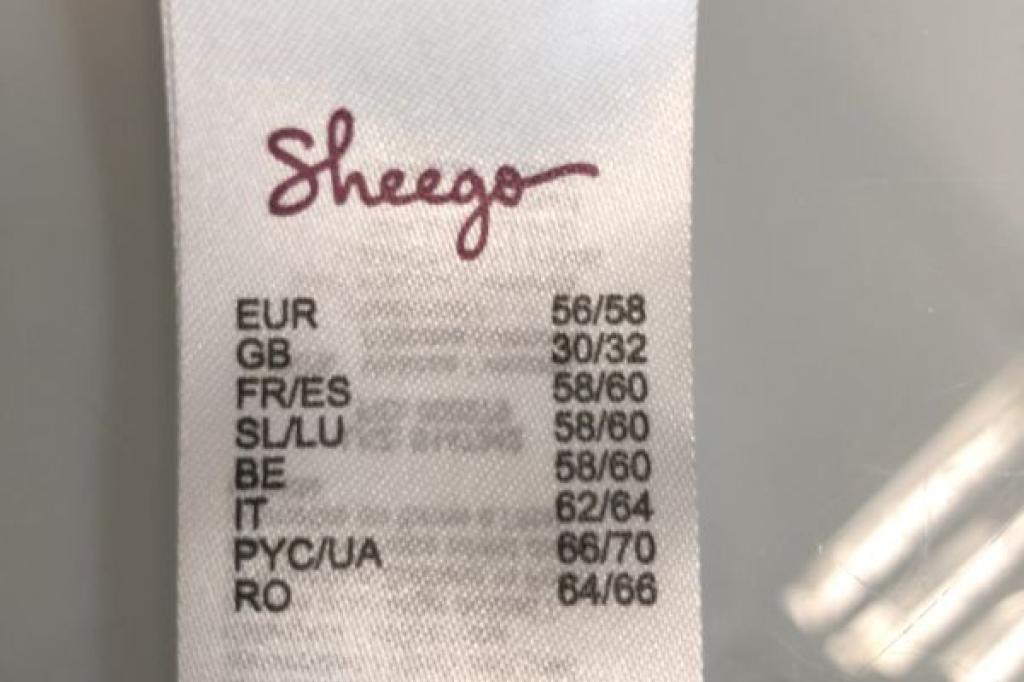 Sheego
EUR 56/58
GB 30/32
FR/ES 58/60
SL/LU 58/60
BE 58/60
IT 62/64
PYC/UA 66/70
RO 64/66